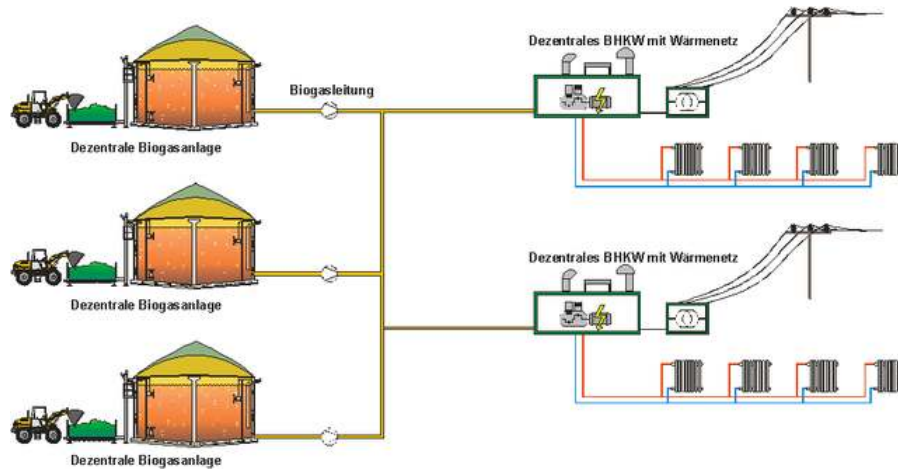 Dezentrales BHKW mit Wärmenetz
Biogasleitung
Dezentrale Biogasanlage
Dezentrale Biogasanlage
Dezentrales BHKW mit Wärmenetz
Dezentrale Biogasanlage